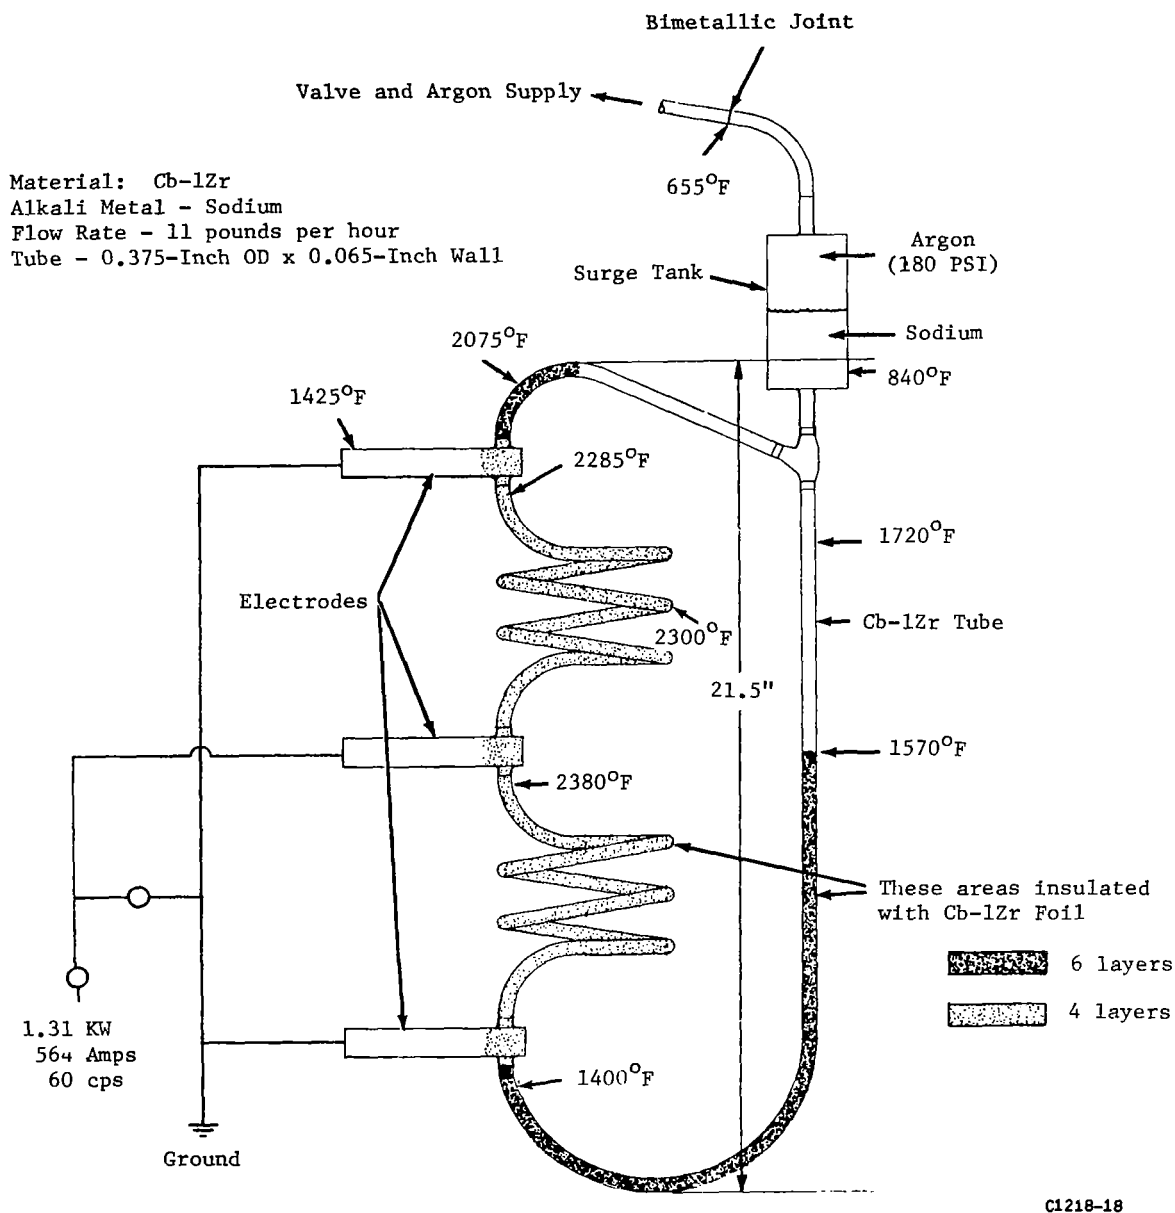 Bimetallic Joint
Valve and Argon Supply
655°F
Material: Cb-1Zr
Alkali Metal - Sodium
Flow Rate - 11 pounds per hour
Tube - 0.375-Inch OD x 0.065-Inch Wall
Argon
(180 PSI)
Surge Tank
Sodium
2075°F
840°F
1425°F
2285°F
1720°F
Electrodes
Cb-1Zr Tube
2300°F
21.5"
1570°F
2380°F
These areas insulated
with Cb-1Zr Foil
6 layers
4 layers
1.31 KW
564 Amps
60 cps
1400°F
Ground
C1218-18